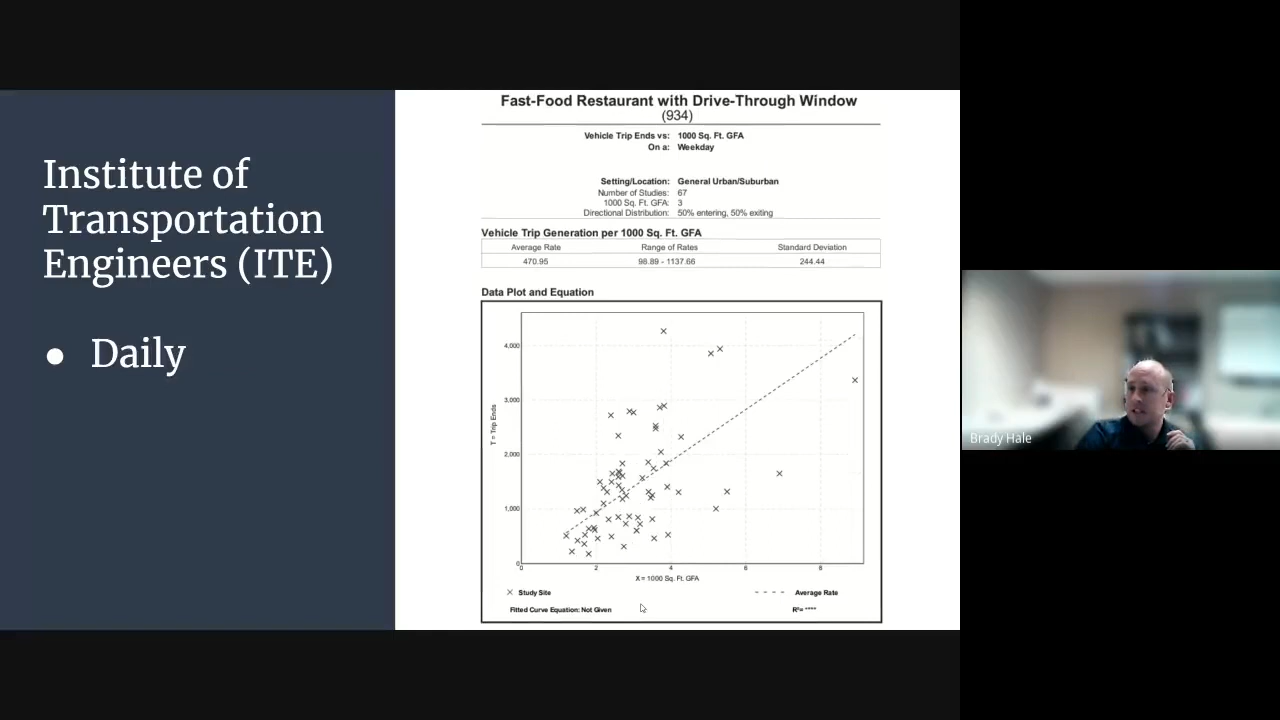 Institute of
Transportation
Engineers (ITE)
● Daily
Fast-Food Restaurant with Drive-Through Window
(934)
Vehicle Trip Ends vs: 1000 Sq. Ft. GFA
On a: Weekday
Setting/Location: General Urban/Suburban
Number of Studies: 67
1000 Sq. Ft. GFA: 3
Directional Distribution: 50% entering, 50% exiting
Vehicle Trip Generation per 1000 Sq. Ft. GFA
Average Rate Range of Rates Standard Deviation
470.95 98.89 - 1137.66 244.44
Data Plot and Equation
T = Trip Ends
4,000
3,000
2,000
1,000
0
0 2 4 6 8
X = 1000 Sq. Ft. GFA
× Study Site - - - - Average Rate
Fitted Curve Equation: Not Given R²= ****
Brady Hale